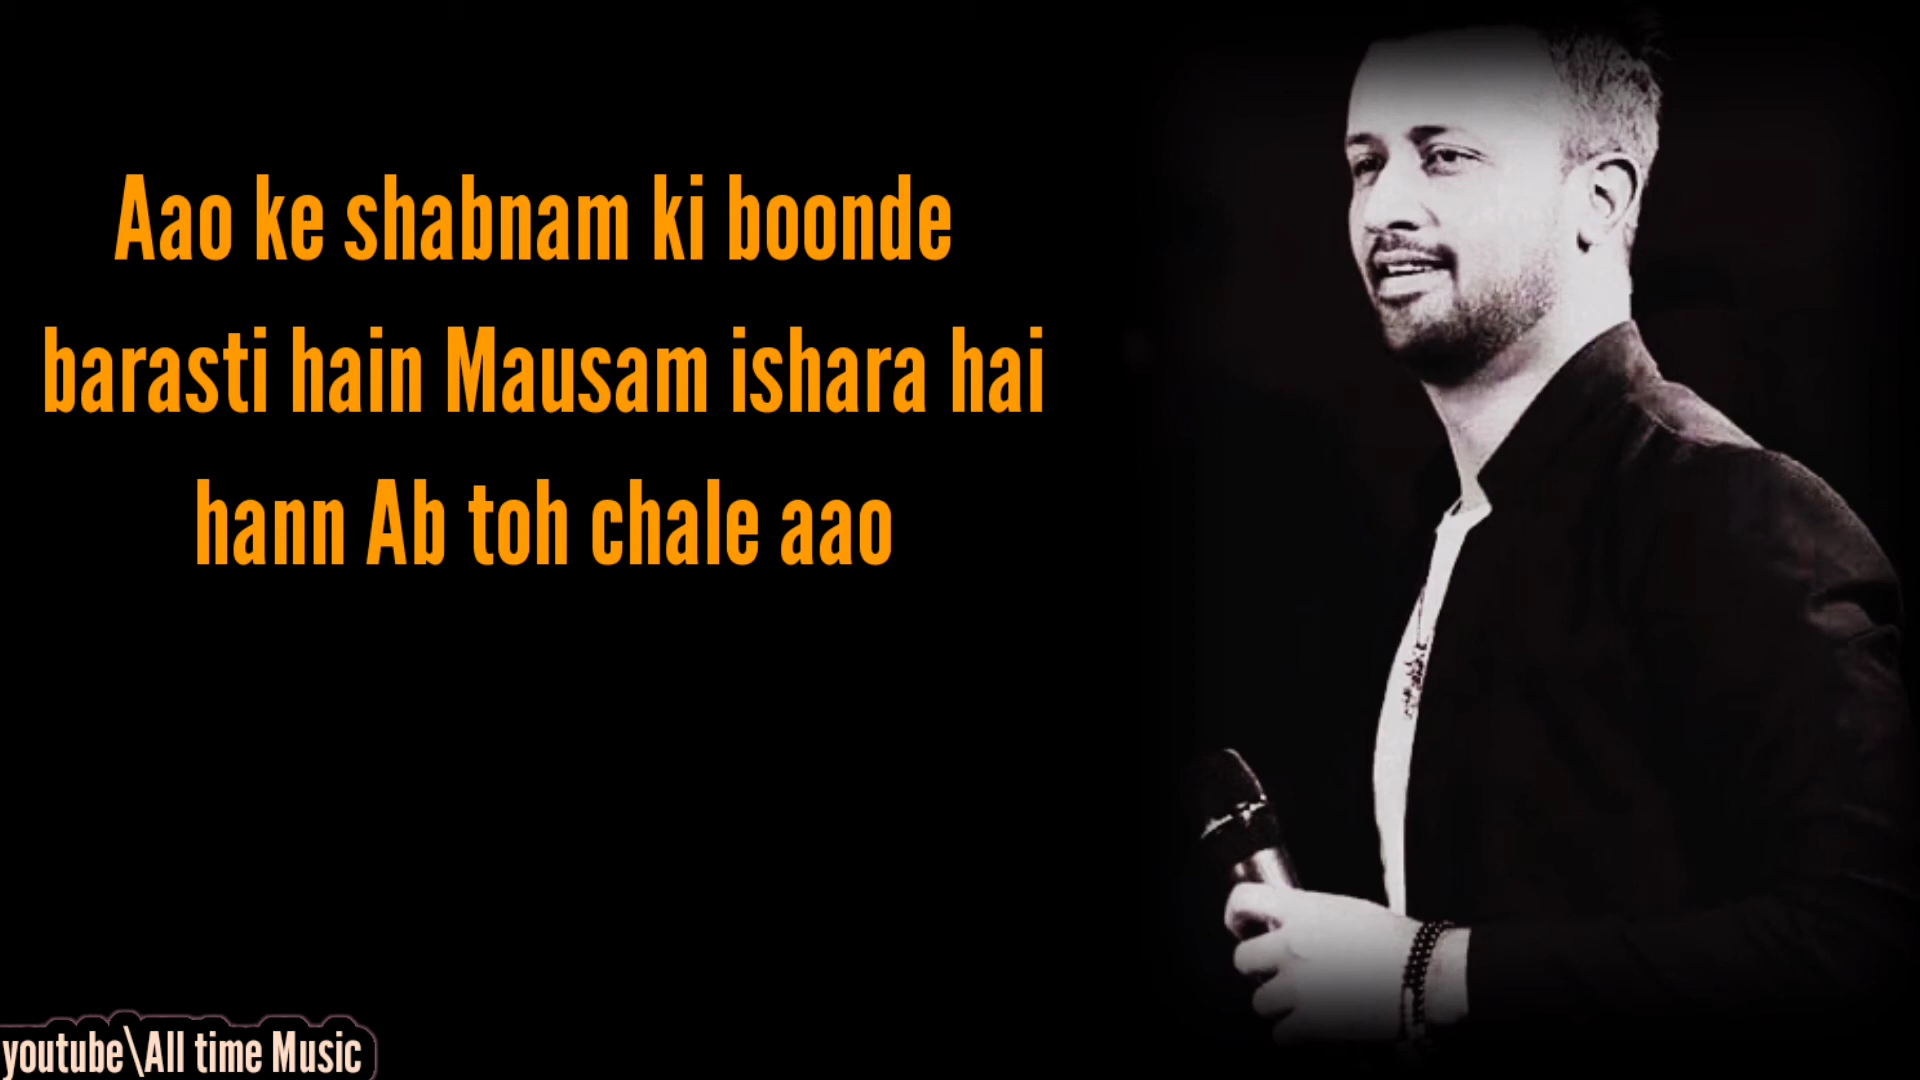 Aao ke shabnam ki boonde
barasti hain Mausam ishara hai
hann Ab toh chale aao
youtube\All time Music